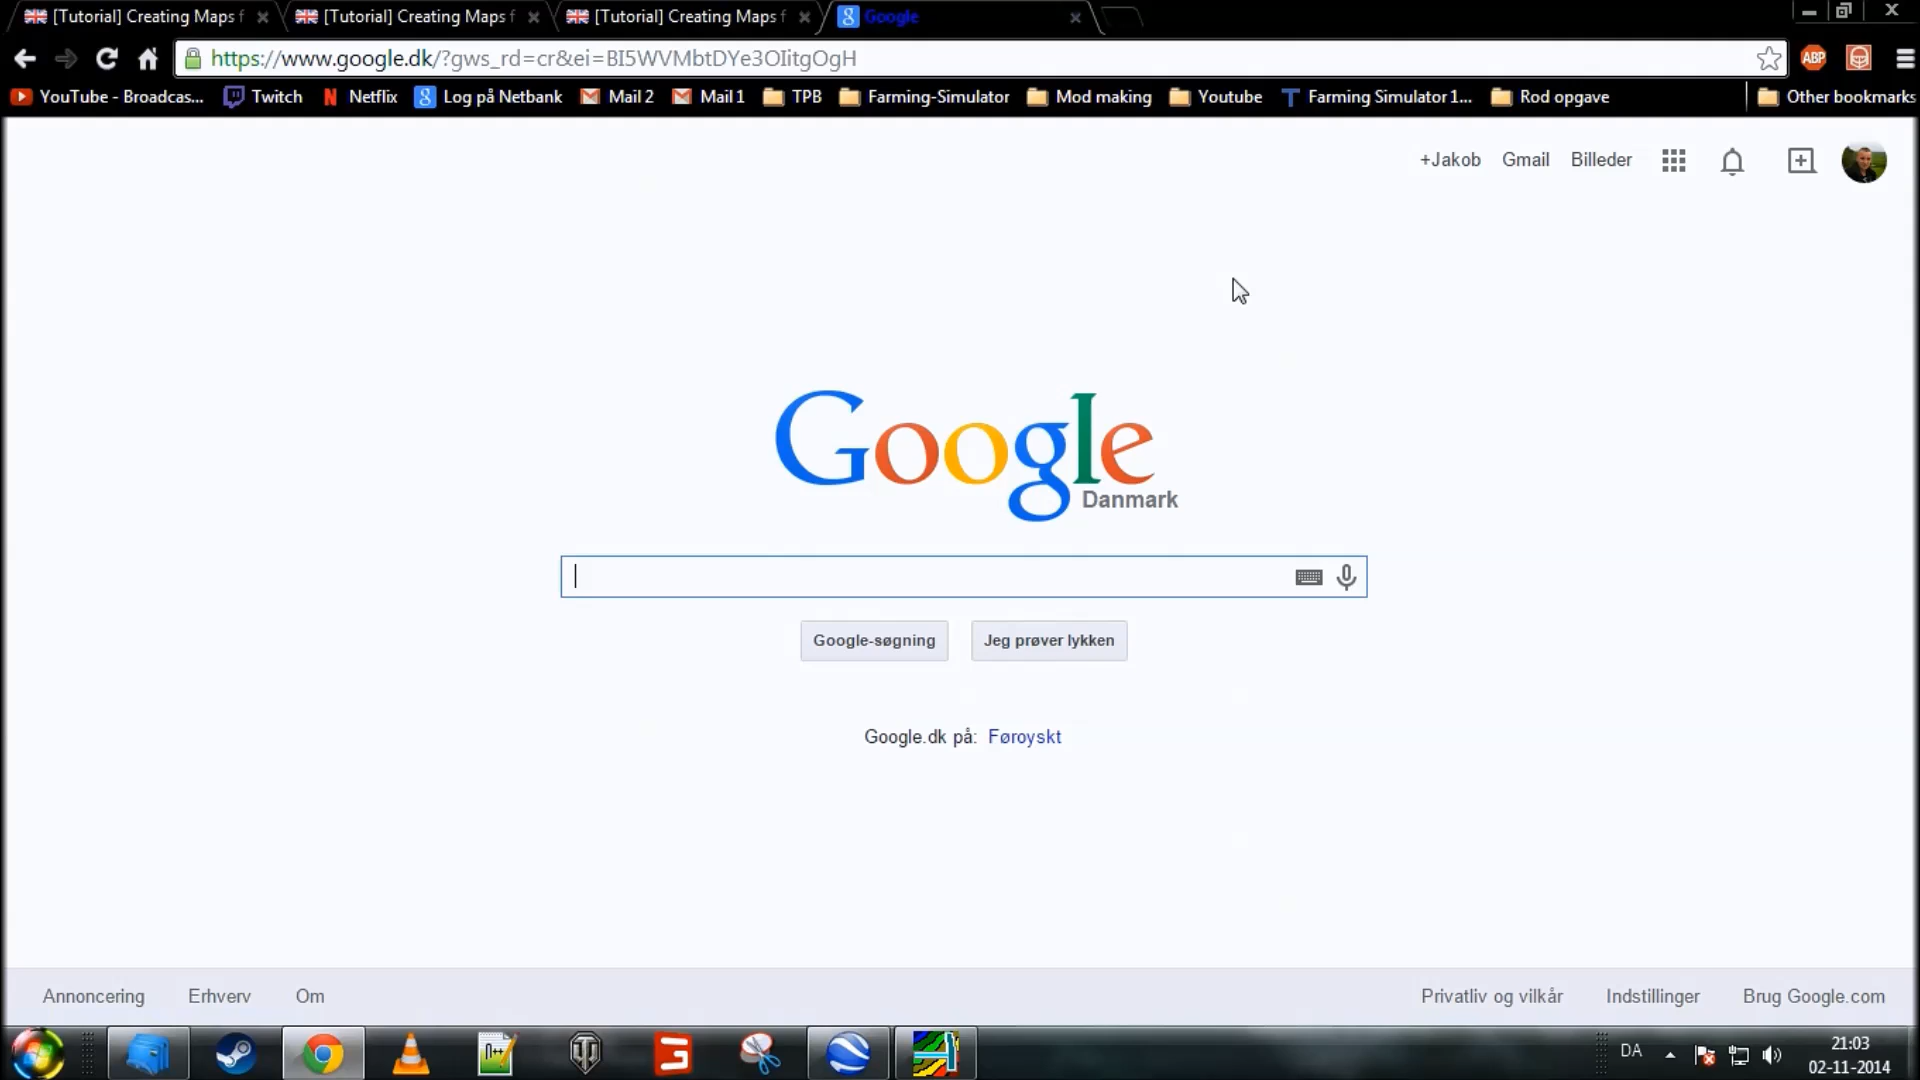 [Tutorial] Creating Maps f
[Tutorial] Creating Maps f
[Tutorial] Creating Maps f
Google
https://www.google.dk/?gws_rd=cr&ei=BI5WVMbtDYe3OIitgOgH
ABP
YouTube - Broadcas...
Twitch
Netflix
Log på Netbank
Mail 2
Mail 1
TPB
Farming-Simulator
Mod making
Youtube
Farming Simulator 1...
Rod opgave
Other bookmarks
+Jakob
Gmail
Billeder
Google
Danmark
Google-søgning
Jeg prøver lykken
Google.dk på: Føroyskt
Annoncering
Erhverv
Om
Privatliv og vilkår
Indstillinger
Brug Google.com
DA
21:03
02-11-2014